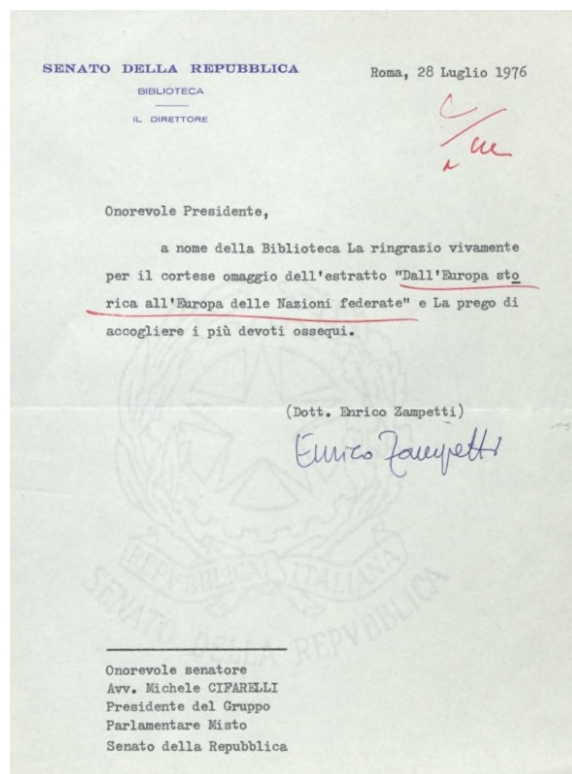 SENATO DELLA REPUBBLICA
BIBLIOTECA
IL DIRETTORE
Roma, 28 Luglio 1976
Onorevole Presidente,
a nome della Biblioteca La ringrazio vivamente
per il cortese omaggio dell'estratto "Dall'Europa sto
rica all'Europa delle Nazioni federate" e La prego di
accogliere i più devoti ossequi.
(Dott. Enrico Zampetti)
Enrico Zampetti
REPUBBLICA ITALIANA
SENATO DELLA REPVBBLICA
Onorevole senatore
Avv. Michele CIFARELLI
Presidente del Gruppo
Parlamentare Misto
Senato della Repubblica